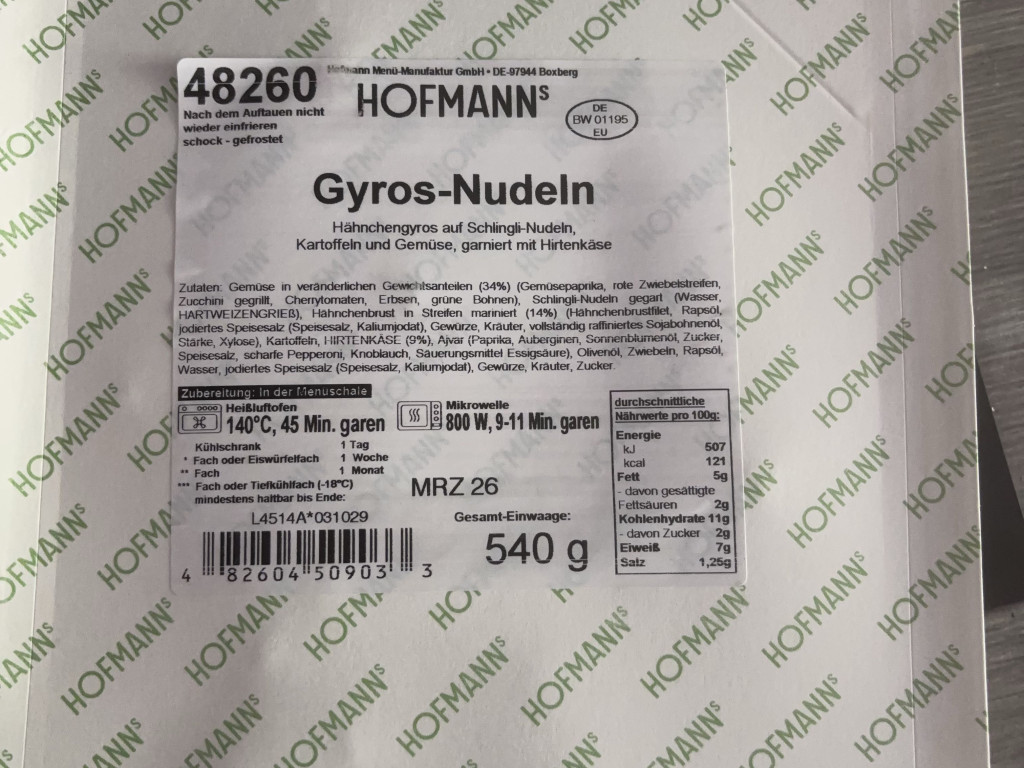 48260
Hofmann Menü-Manufaktur GmbH • DE-97944 Boxberg
HOFMANNS
DE
BW 01195
EU
Nach dem Auftauen nicht
wieder einfrieren
schock - gefrostet
Gyros-Nudeln
Hähnchengyros auf Schlingli-Nudeln,
Kartoffeln und Gemüse, garniert mit Hirtenkäse
Zutaten: Gemüse in veränderlichen Gewichtsanteilen (34%) (Gemüsepaprika, rote Zwiebelstreifen,
Zucchini gegrillt, Cherrytomaten, Erbsen, grüne Bohnen), Schlingli-Nudeln gegart (Wasser,
HARTWEIZENGRIEß), Hähnchenbrust in Streifen mariniert (14%) (Hähnchenbrustfilet, Rapsöl,
jodiertes Speisesalz (Speisesalz, Kaliumjodat), Gewürze, Kräuter, vollständig raffiniertes Sojabohnenöl,
Stärke, Xylose), Kartoffeln, HIRTENKÄSE (9%), Ajvar (Paprika, Auberginen, Sonnenblumenöl, Zucker,
Speisesalz, scharfe Pepperoni, Knoblauch, Säuerungsmittel Essigsäure), Olivenöl, Zwiebeln, Rapsöl,
Wasser, jodiertes Speisesalz (Speisesalz, Kaliumjodat), Gewürze, Kräuter, Zucker.
Zubereitung: In der Menüschale
Heißluftofen
140°C, 45 Min. garen
Mikrowelle
800 W, 9-11 Min. garen
Kühlschrank 1 Tag
* Fach oder Eiswürfelfach 1 Woche
** Fach 1 Monat
*** Fach oder Tiefkühlfach (-18°C)
mindestens haltbar bis Ende:
MRZ 26
L4514A*031029
4 82604 50903 3
Gesamt-Einwaage:
540 g
durchschnittliche
Nährwerte pro 100g:
Energie
kJ 507
kcal 121
Fett 5g
- davon gesättigte
Fettsäuren 2g
Kohlenhydrate 11g
- davon Zucker 2g
Eiweiß 7g
Salz 1,25g